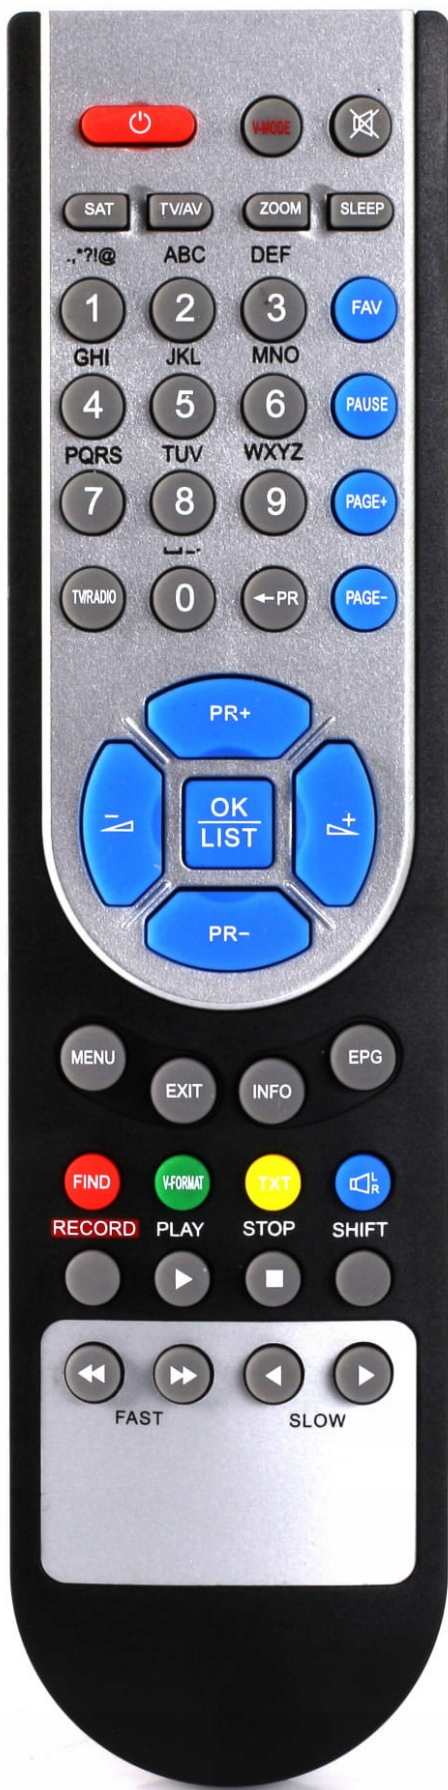 V-MODE
SAT TV/AV ZOOM SLEEP
.,*?!@ ABC DEF
1 2 3 FAV
GHI JKL MNO
4 5 6 PAUSE
PQRS TUV WXYZ
7 8 9 PAGE+
TV/RADIO 0 ←PR PAGE-
PR+
- OK +
LIST
PR-
MENU EPG
EXIT INFO
FIND V-FORMAT TXT L
R
RECORD PLAY STOP SHIFT
FAST SLOW